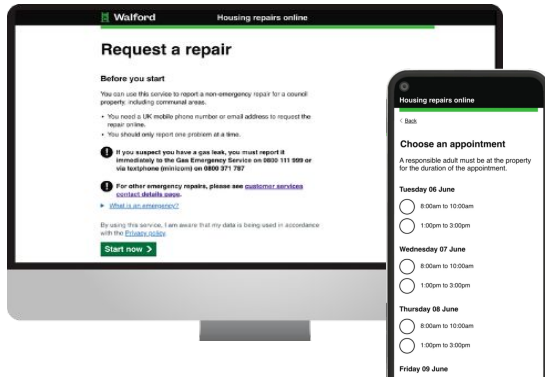 Walford
Housing repairs online
Request a repair
Before you start
You can use this service to report a non-emergency repair for a council
property, including communal areas.
• You need a UK mobile phone number or email address to request the
repair online.
• You should only report one problem at a time.
If you suspect you have a gas leak, you must report it
immediately to the Gas Emergency Service on 0800 111 999 or
via textphone (minicom) on 0800 371 787
For other emergency repairs, please see customer services
contact details page.
What is an emergency?
By using this service, I am aware that my data is being used in accordance
with the Privacy policy.
Start now >
Housing repairs online
< Back
Choose an appointment
A responsible adult must be at the property
for the duration of the appointment.
Tuesday 06 June
8:00am to 10:00am
1:00pm to 3:00pm
Wednesday 07 June
8:00am to 10:00am
1:00pm to 3:00pm
Thursday 08 June
8:00am to 10:00am
1:00pm to 3:00pm
Friday 09 June